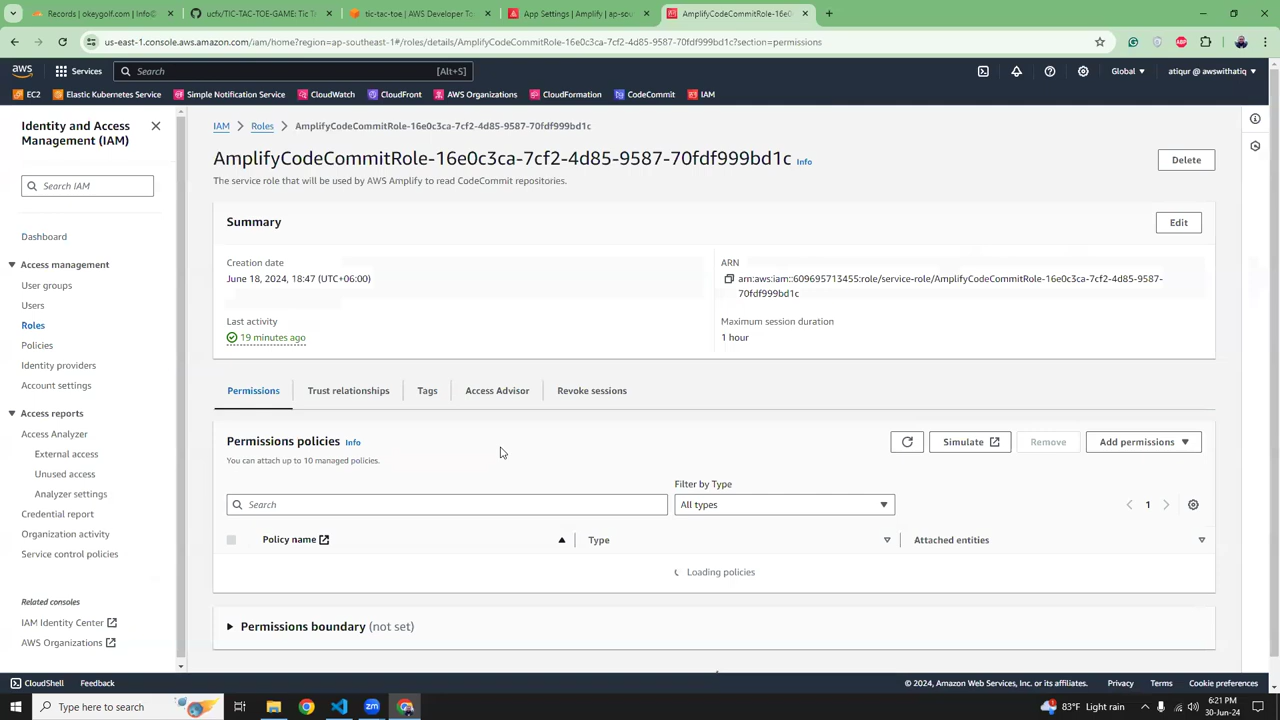 Records | okeygolf.com | Info@
ucfx/TIC-TAC-TOE-GAME: Tic T
tic-tac-toe | AWS Developer To
App Settings | Amplify | ap-sou
AmplifyCodeCommitRole-16e0c
us-east-1.console.aws.amazon.com/iam/home?region=ap-southeast-1#/roles/details/AmplifyCodeCommitRole-16e0c3ca-7cf2-4d85-9587-70fdf999bd1c?section=permissions
aws
Services
Search
[Alt+S]
Global
atiqur @ awswithatiq
EC2
Elastic Kubernetes Service
Simple Notification Service
CloudWatch
CloudFront
AWS Organizations
CloudFormation
CodeCommit
IAM
Identity and Access
Management (IAM)
Search IAM
Dashboard
Access management
User groups
Users
Roles
Policies
Identity providers
Account settings
Access reports
Access Analyzer
External access
Unused access
Analyzer settings
Credential report
Organization activity
Service control policies
Related consoles
IAM Identity Center
AWS Organizations
IAM > Roles > AmplifyCodeCommitRole-16e0c3ca-7cf2-4d85-9587-70fdf999bd1c
AmplifyCodeCommitRole-16e0c3ca-7cf2-4d85-9587-70fdf999bd1c Info
Delete
The service role that will be used by AWS Amplify to read CodeCommit repositories.
Summary
Edit
Creation date
June 18, 2024, 18:47 (UTC+06:00)
Last activity
19 minutes ago
ARN
arn:aws:iam::609695713455:role/service-role/AmplifyCodeCommitRole-16e0c3ca-7cf2-4d85-9587-
70fdf999bd1c
Maximum session duration
1 hour
Permissions
Trust relationships
Tags
Access Advisor
Revoke sessions
Permissions policies Info
You can attach up to 10 managed policies.
Simulate
Remove
Add permissions
Filter by Type
Search
All types
1
Policy name
Type
Attached entities
Loading policies
Permissions boundary (not set)
CloudShell
Feedback
© 2024, Amazon Web Services, Inc. or its affiliates.
Privacy
Terms
Cookie preferences
Type here to search
83°F Light rain
6:21 PM
30-Jun-24